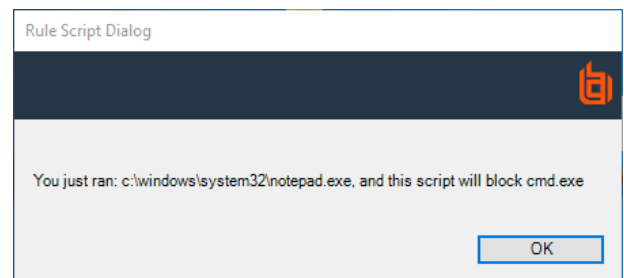 Rule Script Dialog
You just ran: c:\windows\system32\notepad.exe, and this script will block cmd.exe
OK